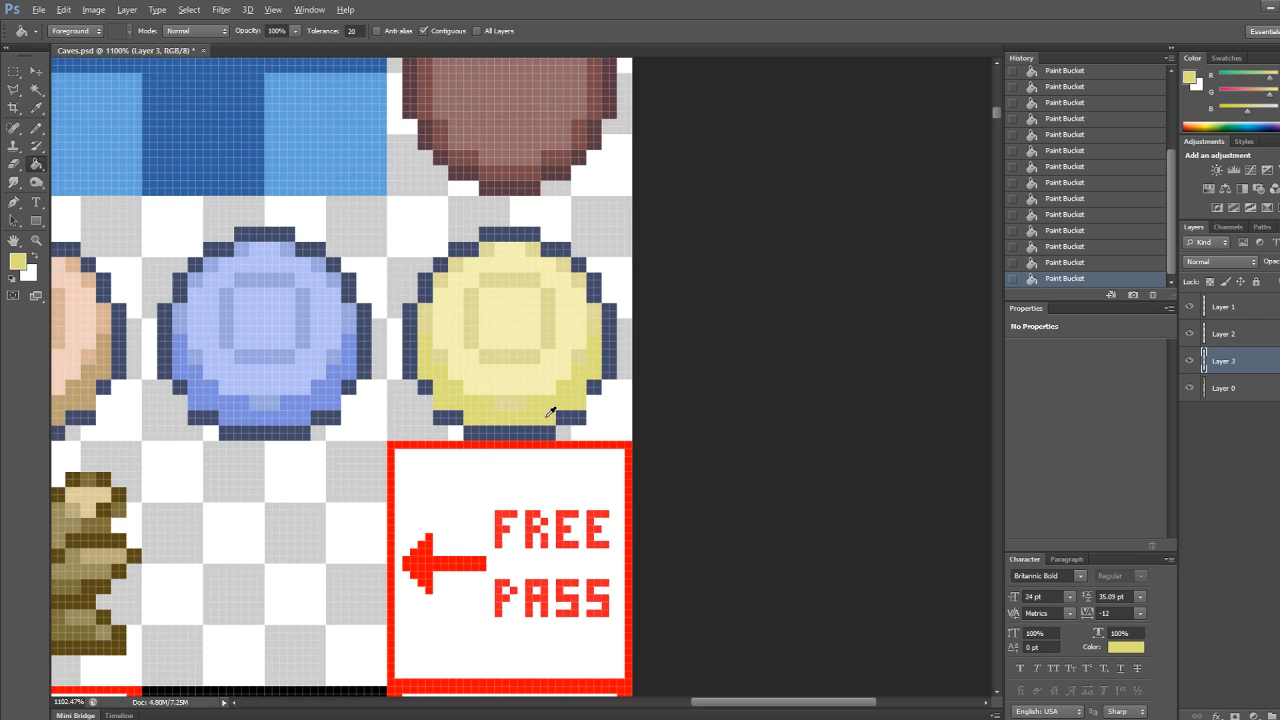 Ps File Edit Image Layer Type Select Filter 3D View Window Help
Foreground Mode: Normal Opacity: 100% Tolerance: 20 Anti-alias Contiguous All Layers Essentials
Caves.psd @ 1100% (Layer 3, RGB/8) * ×
History
Paint Bucket
Paint Bucket
Paint Bucket
Paint Bucket
Paint Bucket
Paint Bucket
Paint Bucket
Paint Bucket
Paint Bucket
Paint Bucket
Paint Bucket
Paint Bucket
Paint Bucket
Paint Bucket
Color Swatches
R
G
B
Adjustments Styles
Add an adjustment
Layers Channels Paths
Kind
Normal Opac
Lock:
Layer 1
Layer 2
Layer 3
Layer 0
Properties
No Properties
FREE
PASS
Character Paragraph
Britannic Bold Regular
24 pt 35.09 pt
Metrics -12
100% 100%
0 pt Color:
T T TT Tr T T T T
English: USA aa Sharp
1102.47% Doc: 4.80M/7.25M
Mini Bridge Timeline